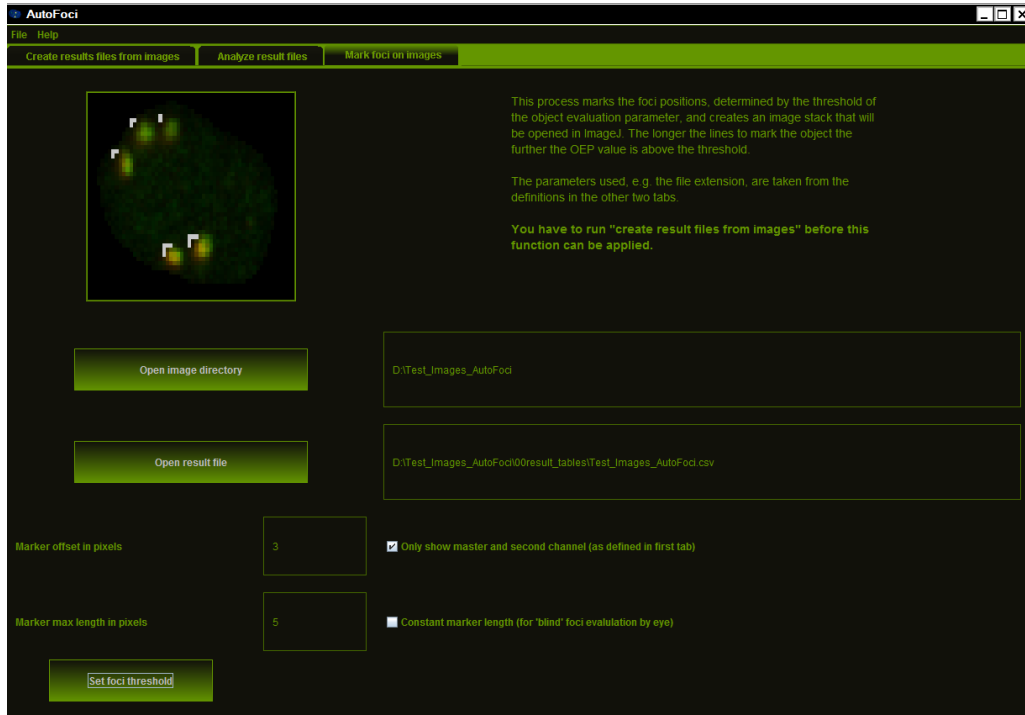 AutoFoci
File Help
Create results files from images Analyze result files Mark foci on images
This process marks the foci positions, determined by the threshold of
the object evaluation parameter, and creates an image stack that will
be opened in ImageJ. The longer the lines to mark the object the
further the OEP value is above the threshold.
The parameters used, e.g. the file extension, are taken from the
definitions in the other two tabs.
You have to run "create result files from images" before this
function can be applied.
Open image directory
D:\Test_Images_AutoFoci
Open result file
D:\Test_Images_AutoFoci\00result_tables\Test_Images_AutoFoci.csv
Marker offset in pixels
3
Only show master and second channel (as defined in first tab)
Marker max length in pixels
5
Constant marker length (for 'blind' foci evalulation by eye)
Set foci threshold